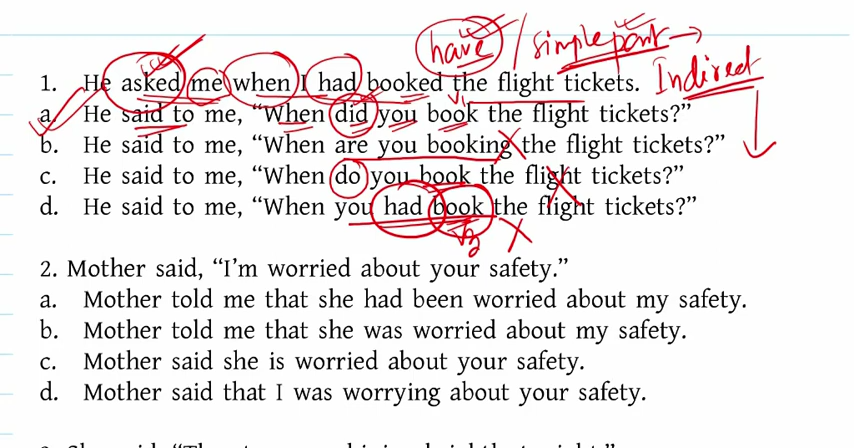 have / simple past →
1. He asked me when I had booked the flight tickets. Indirect
a. He said to me, “When did you book the flight tickets?”
V1
b. He said to me, “When are you booking the flight tickets?”
c. He said to me, “When do you book the flight tickets?”
d. He said to me, “When you had book the flight tickets?”
V3
2. Mother said, “I’m worried about your safety.”
a. Mother told me that she had been worried about my safety.
b. Mother told me that she was worried about my safety.
c. Mother said she is worried about your safety.
d. Mother said that I was worrying about your safety.